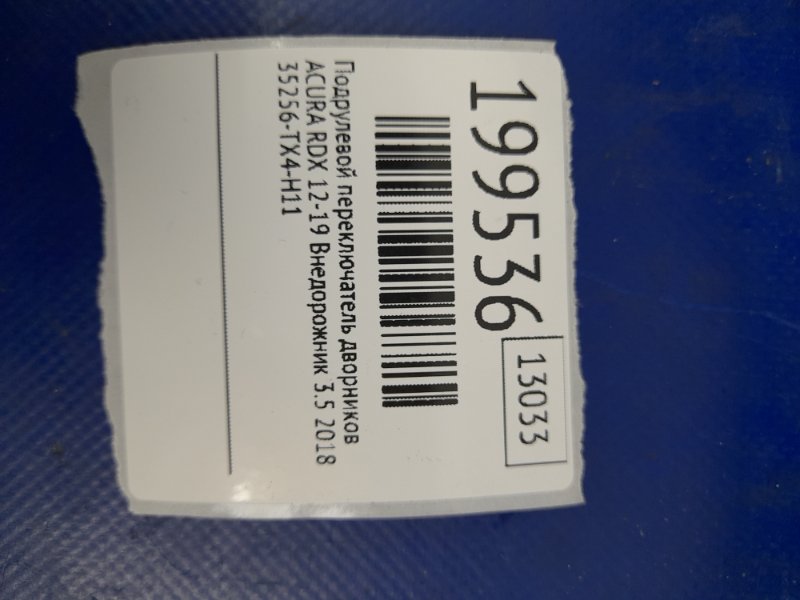 199536
13033
Подрулевой переключатель дворников
ACURA RDX 12-19 Внедорожник 3.5 2018
35256-TX4-H11